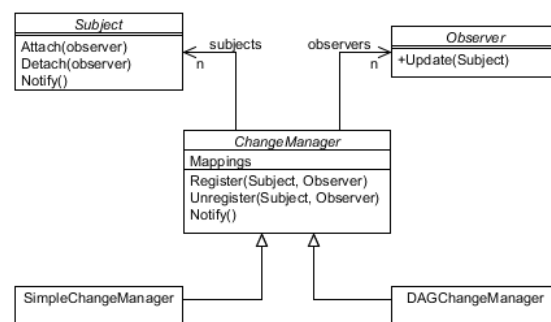 Subject
Attach(observer)
Detach(observer)
Notify()
subjects
n
observers
n
Observer
+Update(Subject)
ChangeManager
Mappings
Register(Subject, Observer)
Unregister(Subject, Observer)
Notify()
SimpleChangeManager
DAGChangeManager